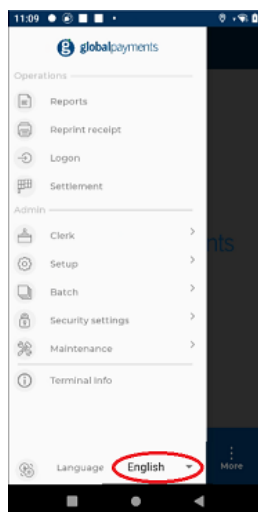 11:09
globalpayments
Operations
Reports
Reprint receipt
Logon
Settlement
Admin
Clerk
Setup
nts
Batch
Security settings
Maintenance
Terminal Info
Language English
More